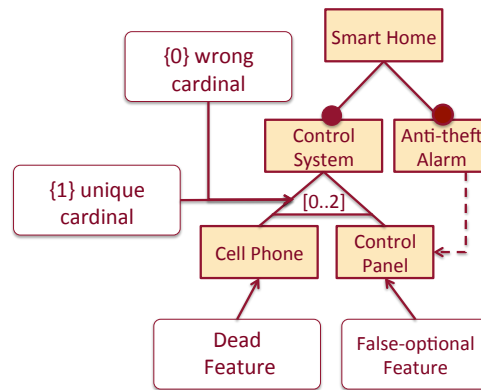 Smart Home
{0} wrong
cardinal
Control
System
Anti-theft
Alarm
{1} unique
cardinal
[0..2]
Cell Phone
Control
Panel
Dead
Feature
False-optional
Feature